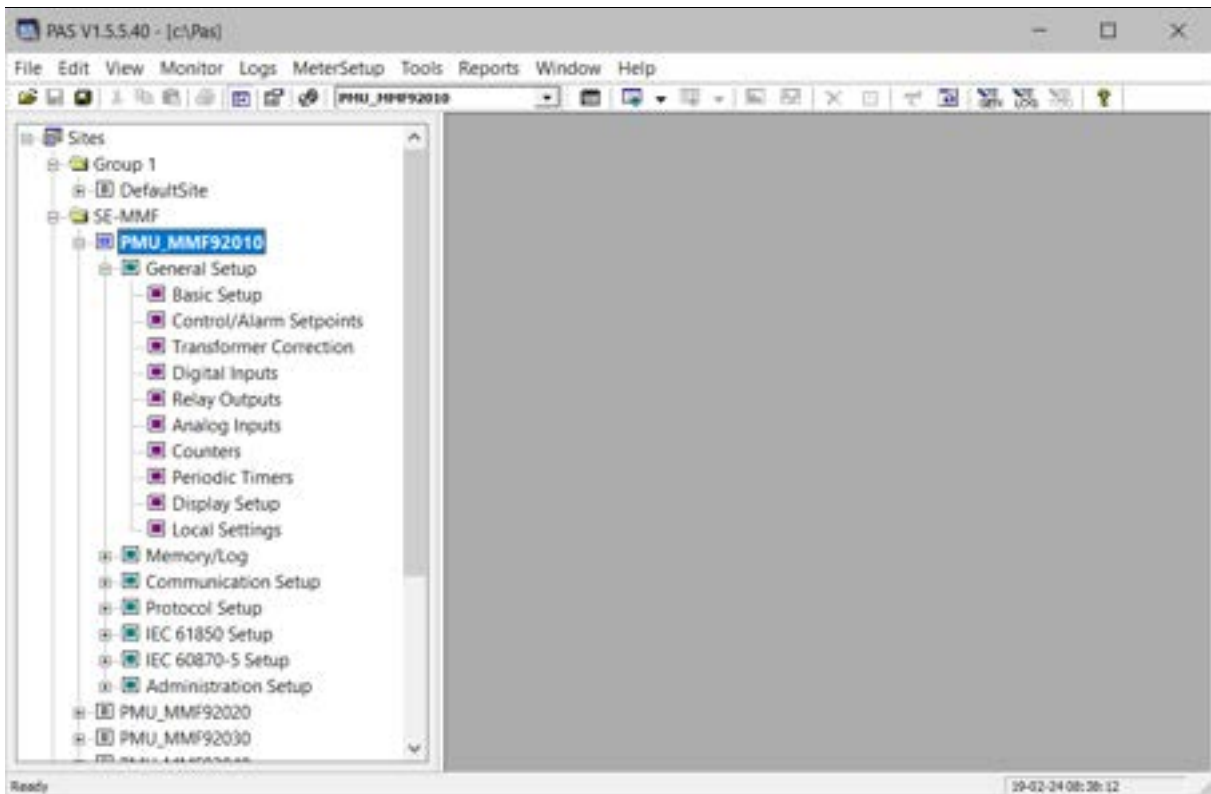 PAS V1.5.5.40 - [c:\Pas]
File Edit View Monitor Logs MeterSetup Tools Reports Window Help
PMU_MMF92010
Sites
Group 1
DefaultSite
SE-MMF
PMU_MMF92010
General Setup
Basic Setup
Control/Alarm Setpoints
Transformer Correction
Digital Inputs
Relay Outputs
Analog Inputs
Counters
Periodic Timers
Display Setup
Local Settings
Memory/Log
Communication Setup
Protocol Setup
IEC 61850 Setup
IEC 60870-5 Setup
Administration Setup
PMU_MMF92020
PMU_MMF92030
Ready
19-02-24 08:38:12